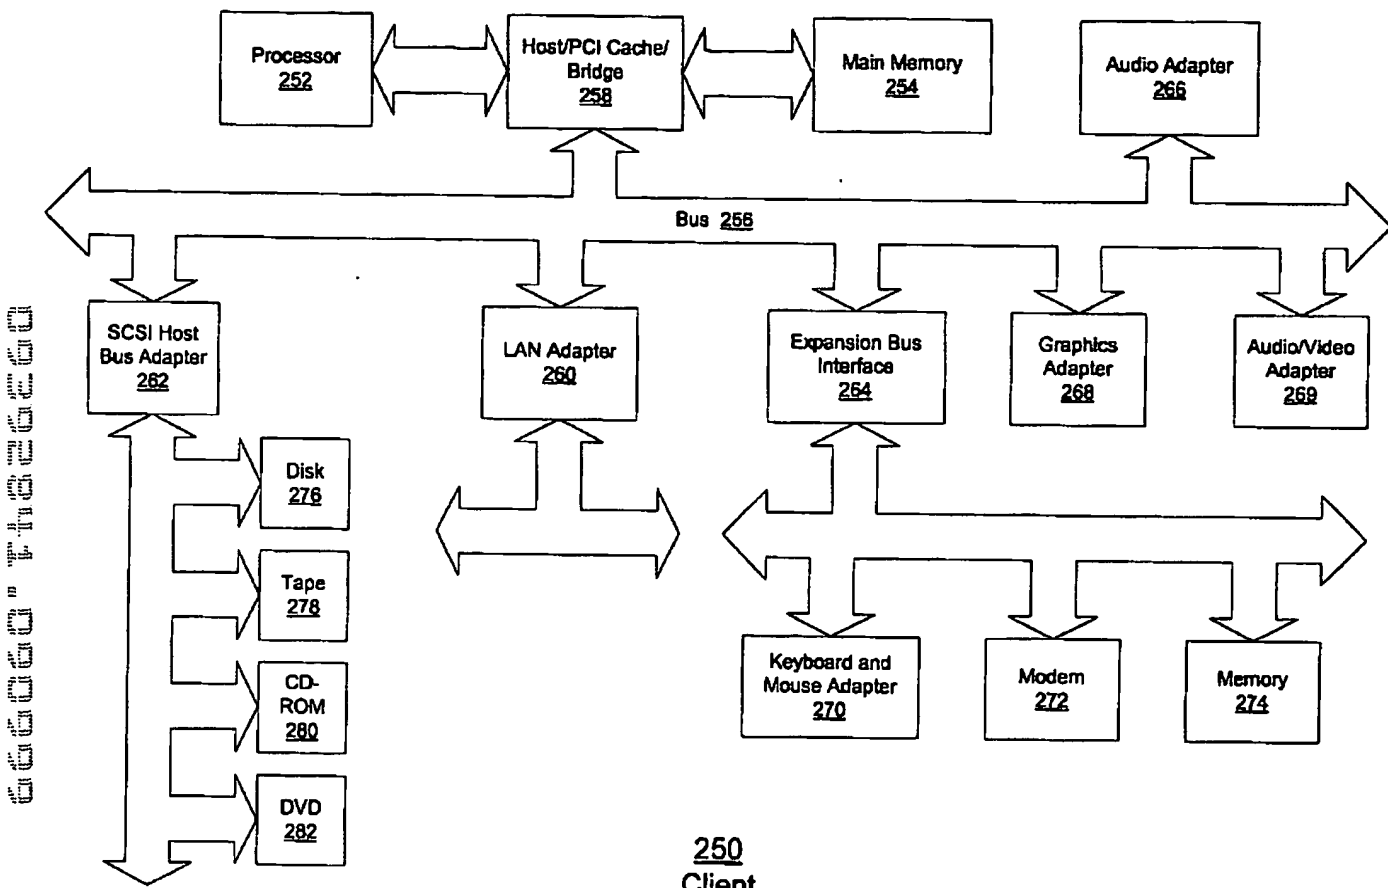 Processor
252
Host/PCI Cache/
Bridge
258
Main Memory
254
Audio Adapter
266
Bus 256
SCSI Host
Bus Adapter
262
LAN Adapter
260
Expansion Bus
Interface
264
Graphics
Adapter
268
Audio/Video
Adapter
269
Disk
276
Tape
278
CD-
ROM
280
DVD
282
Keyboard and
Mouse Adapter
270
Modem
272
Memory
274
250
Client